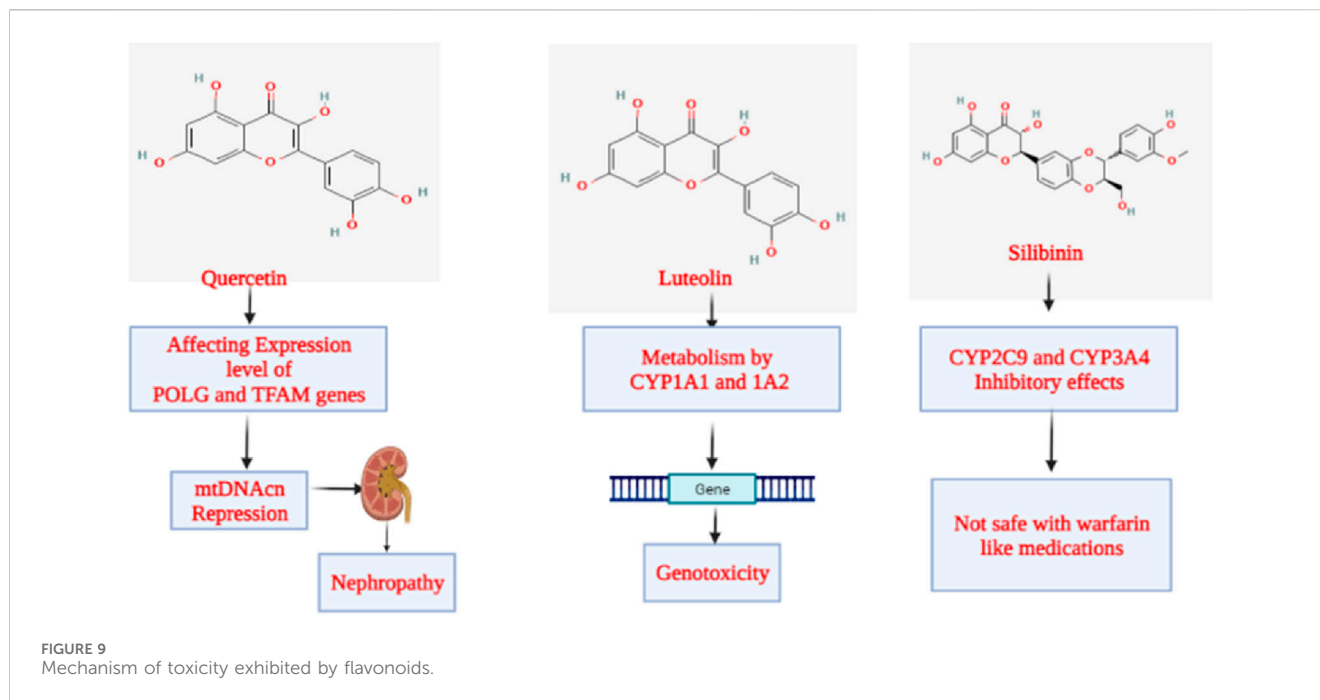 H
O
O
H
O
H
O
H
O
O
H
O
H
Quercetin
Affecting Expression
level of
POLG and TFAM genes
mtDNAcn
Repression
Nephropathy
H
O
O
H
O
H
O
O
O
H
O
H
Luteolin
Metabolism by
CYP1A1 and 1A2
Gene
Genotoxicity
H
O
O
H
O
H
O
H
O
O
O
O
H
O
O
H
Silibinin
CYP2C9 and CYP3A4
Inhibitory effects
Not safe with warfarin
like medications
FIGURE 9
Mechanism of toxicity exhibited by flavonoids.